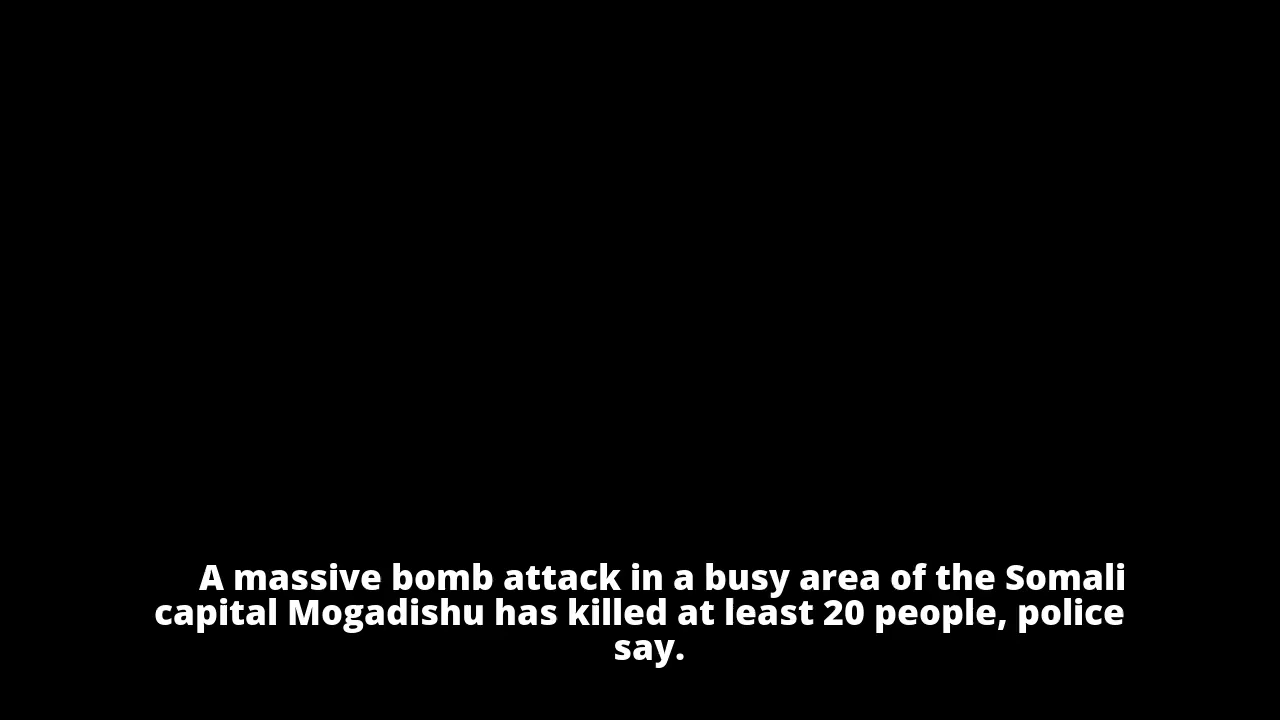 A massive bomb attack in a busy area of the Somali
capital Mogadishu has killed at least 20 people, police
say.